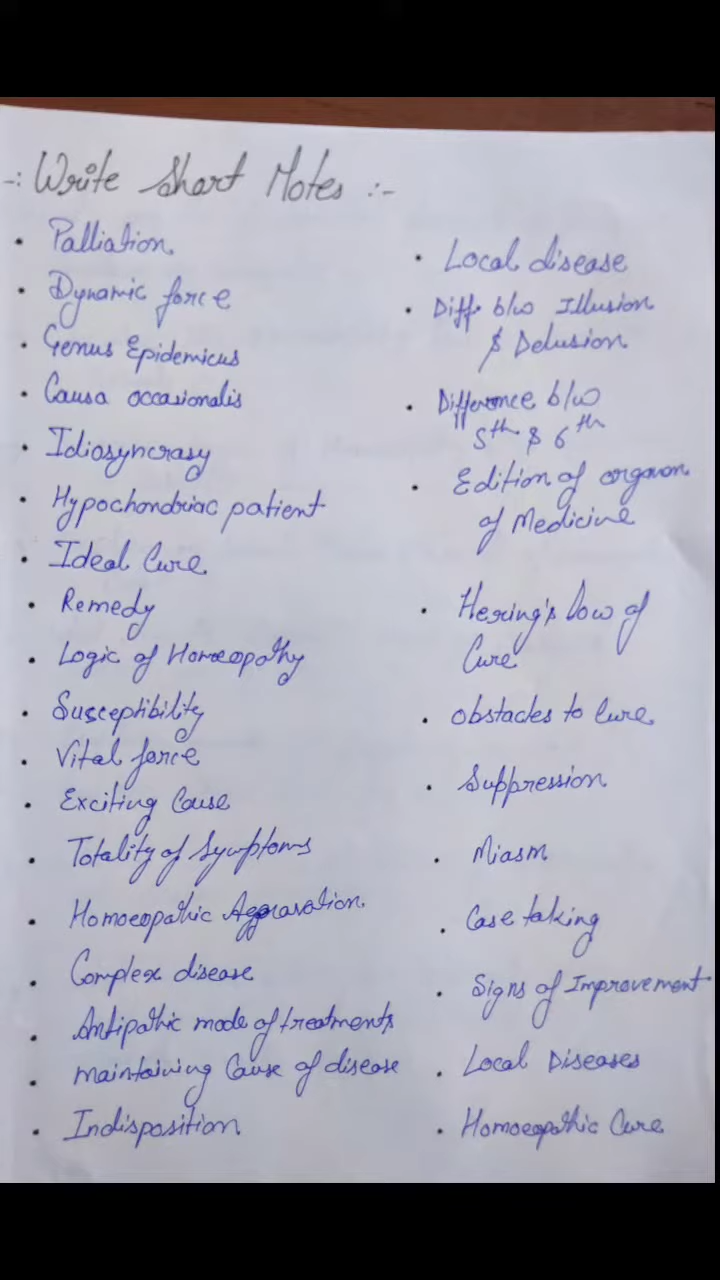 -: Write Short Notes :-
• Palliation
• Dynamic force
• Genus Epidemicus
• Causa occasionalis
• Idiosyncrasy
• Hypochondriac patient
• Ideal Cure
• Remedy
• Logic of Homoeopathy
• Susceptibility
• Vital force
• Exciting Cause
• Totality of Symptoms
• Homoeopathic Aggravation
• Complex disease
• Antipathic mode of treatments
• maintaining Cause of disease
• Indisposition
• Local disease
• Diff. b/w Illusion
& Delusion
• Difference b/w
5th & 6th
• Edition of organon
of Medicine
• Hering's Law of
Cure
• obstacles to Cure
• Suppression
• Miasm
• Case taking
• Signs of Improvement
• Local Diseases
• Homoeopathic Cure